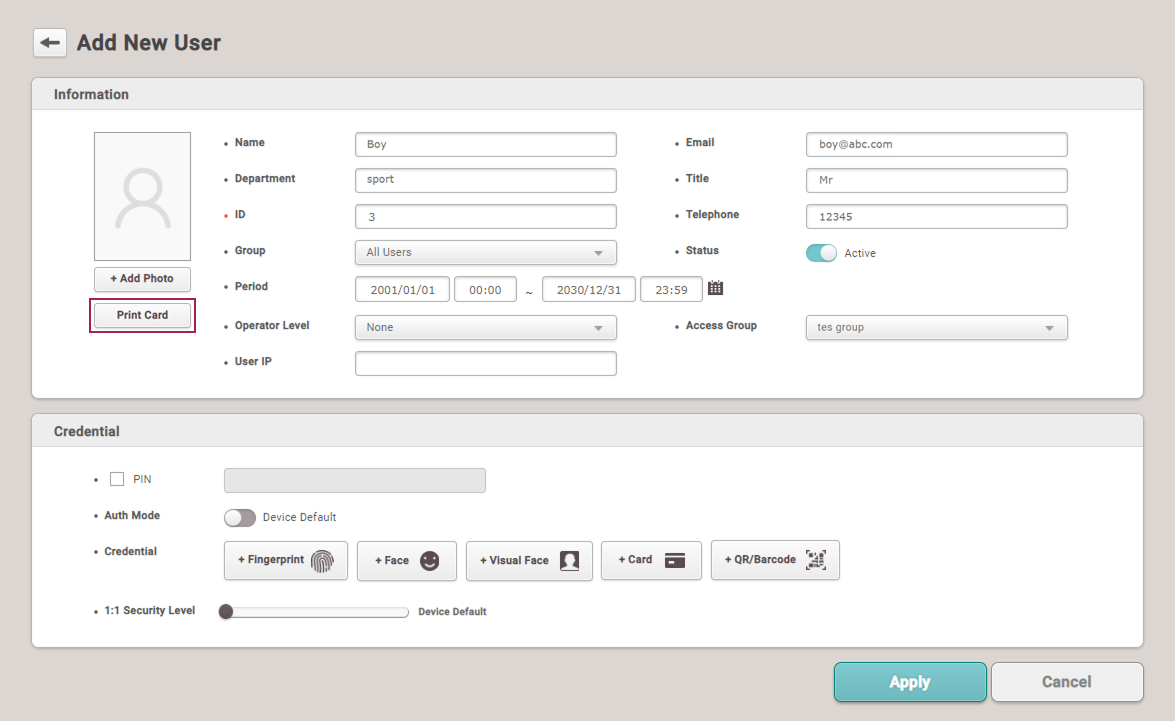 Add New User
Information
Name Boy Email boy@abc.com
Department sport Title Mr
ID 3 Telephone 12345
Group All Users Status Active
+ Add Photo
Period 2001/01/01 00:00 ~ 2030/12/31 23:59
Print Card
Operator Level None Access Group tes group
User IP
Credential
PIN
Auth Mode Device Default
Credential + Fingerprint + Face + Visual Face + Card + QR/Barcode
1:1 Security Level Device Default
Apply Cancel